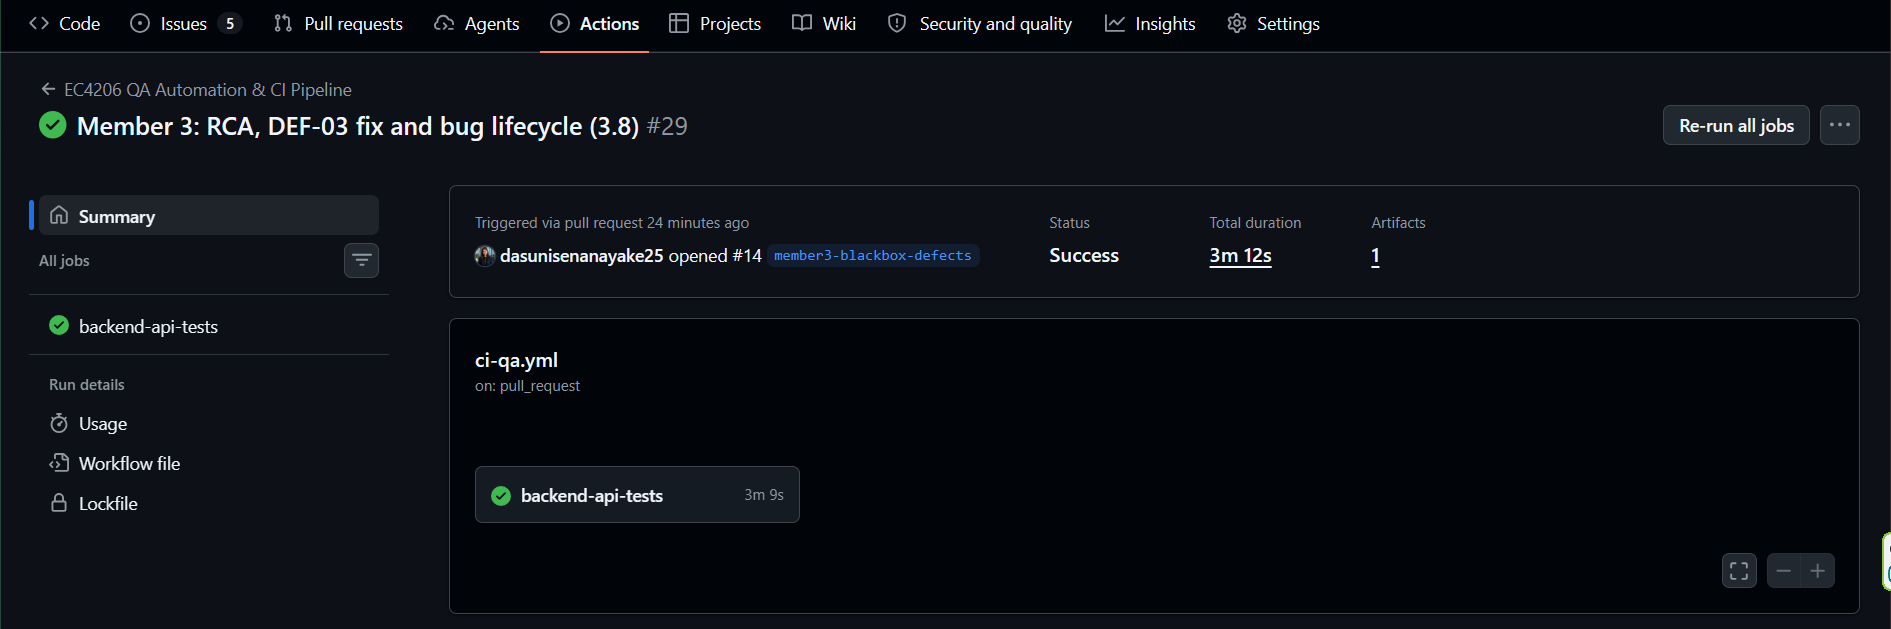 Code Issues 5 Pull requests Agents Actions Projects Wiki Security and quality Insights Settings
EC4206 QA Automation & CI Pipeline
Member 3: RCA, DEF-03 fix and bug lifecycle (3.8) #29
Re-run all jobs
Summary
All jobs
backend-api-tests
Run details
Usage
Workflow file
Lockfile
Triggered via pull request 24 minutes ago
dasunisenanayake25 opened #14 member3-blackbox-defects
Status
Success
Total duration
3m 12s
Artifacts
1
ci-qa.yml
on: pull_request
backend-api-tests 3m 9s